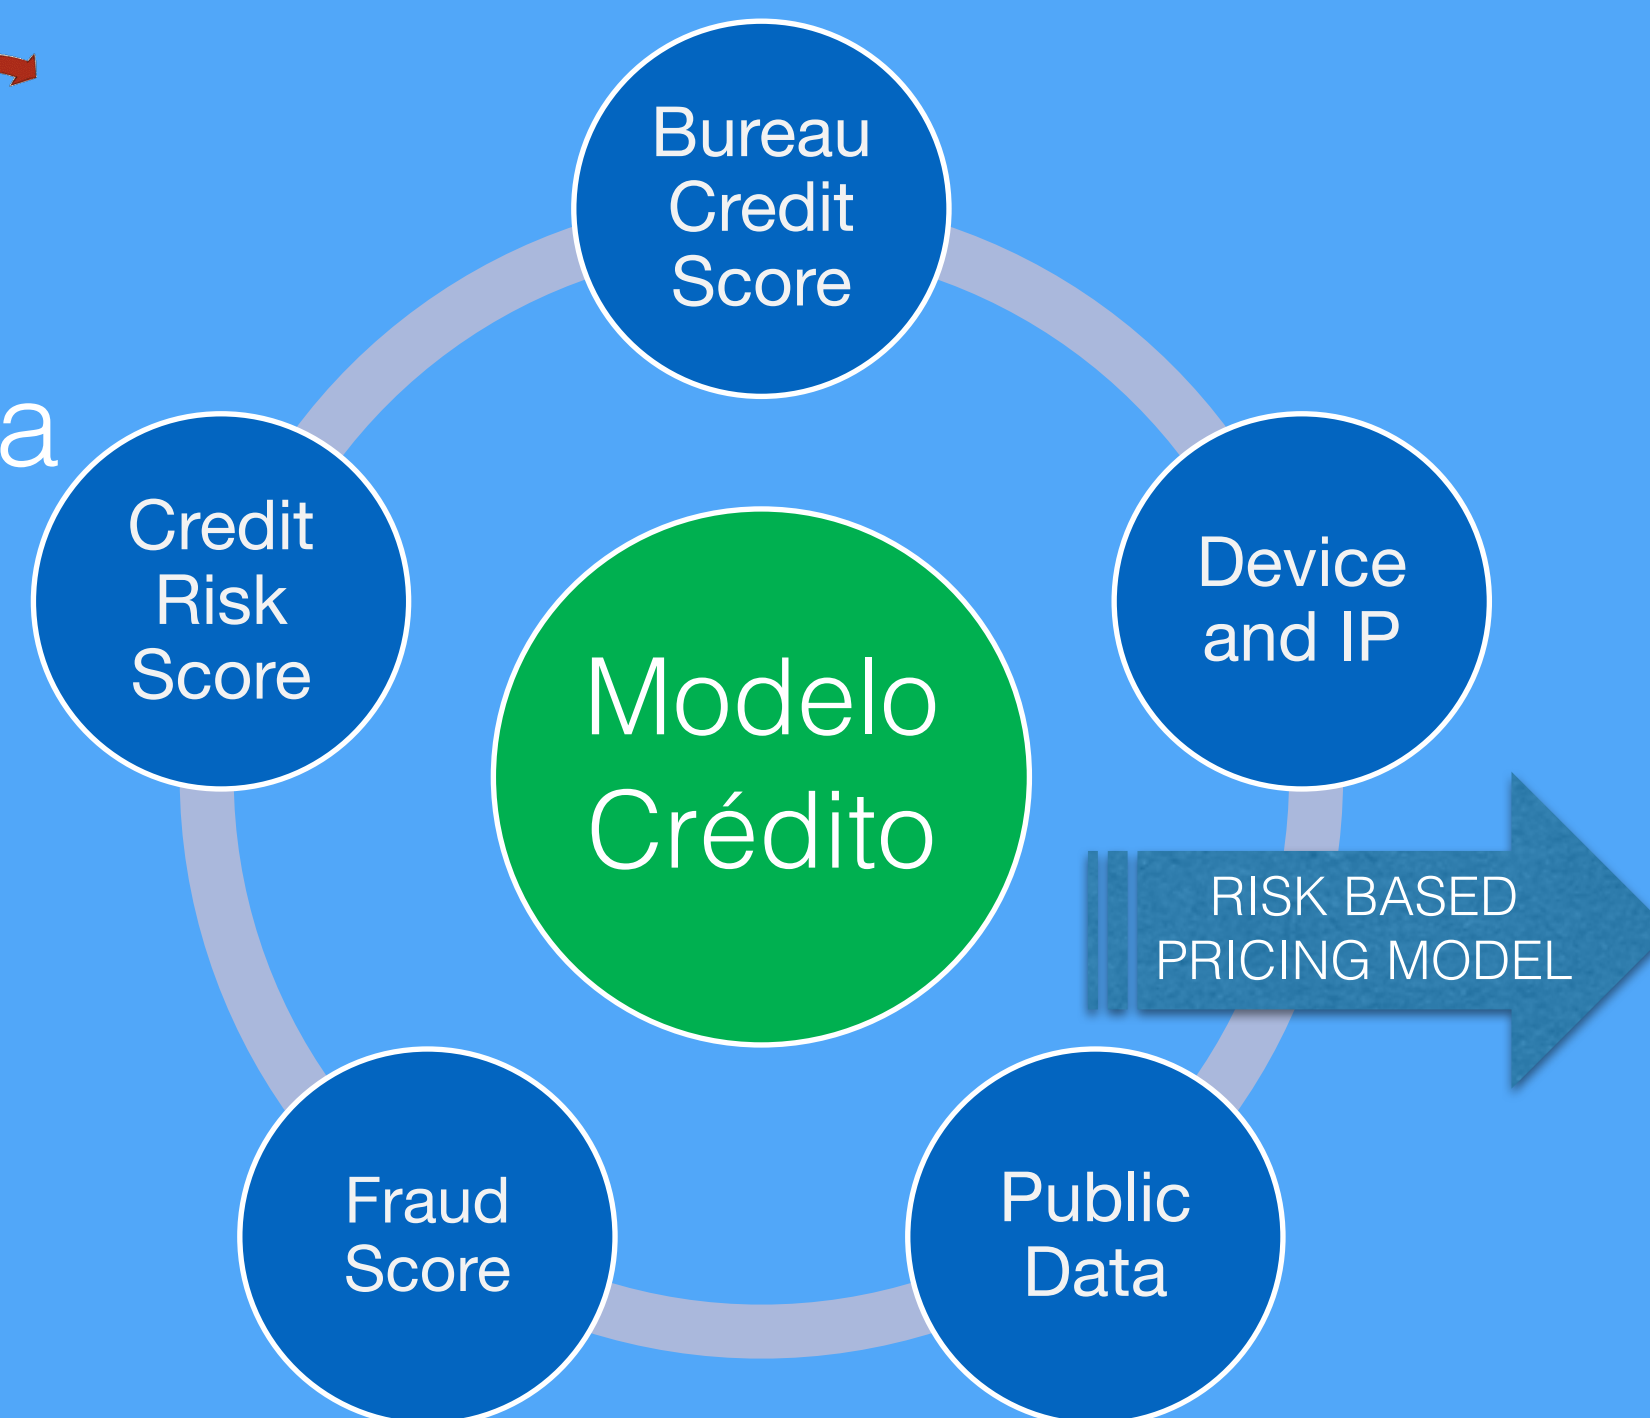 Bureau
Credit
Score
a
Credit
Risk
Score
Device
and IP
Modelo
Crédito
RISK BASED
PRICING MODEL
Fraud
Score
Public
Data